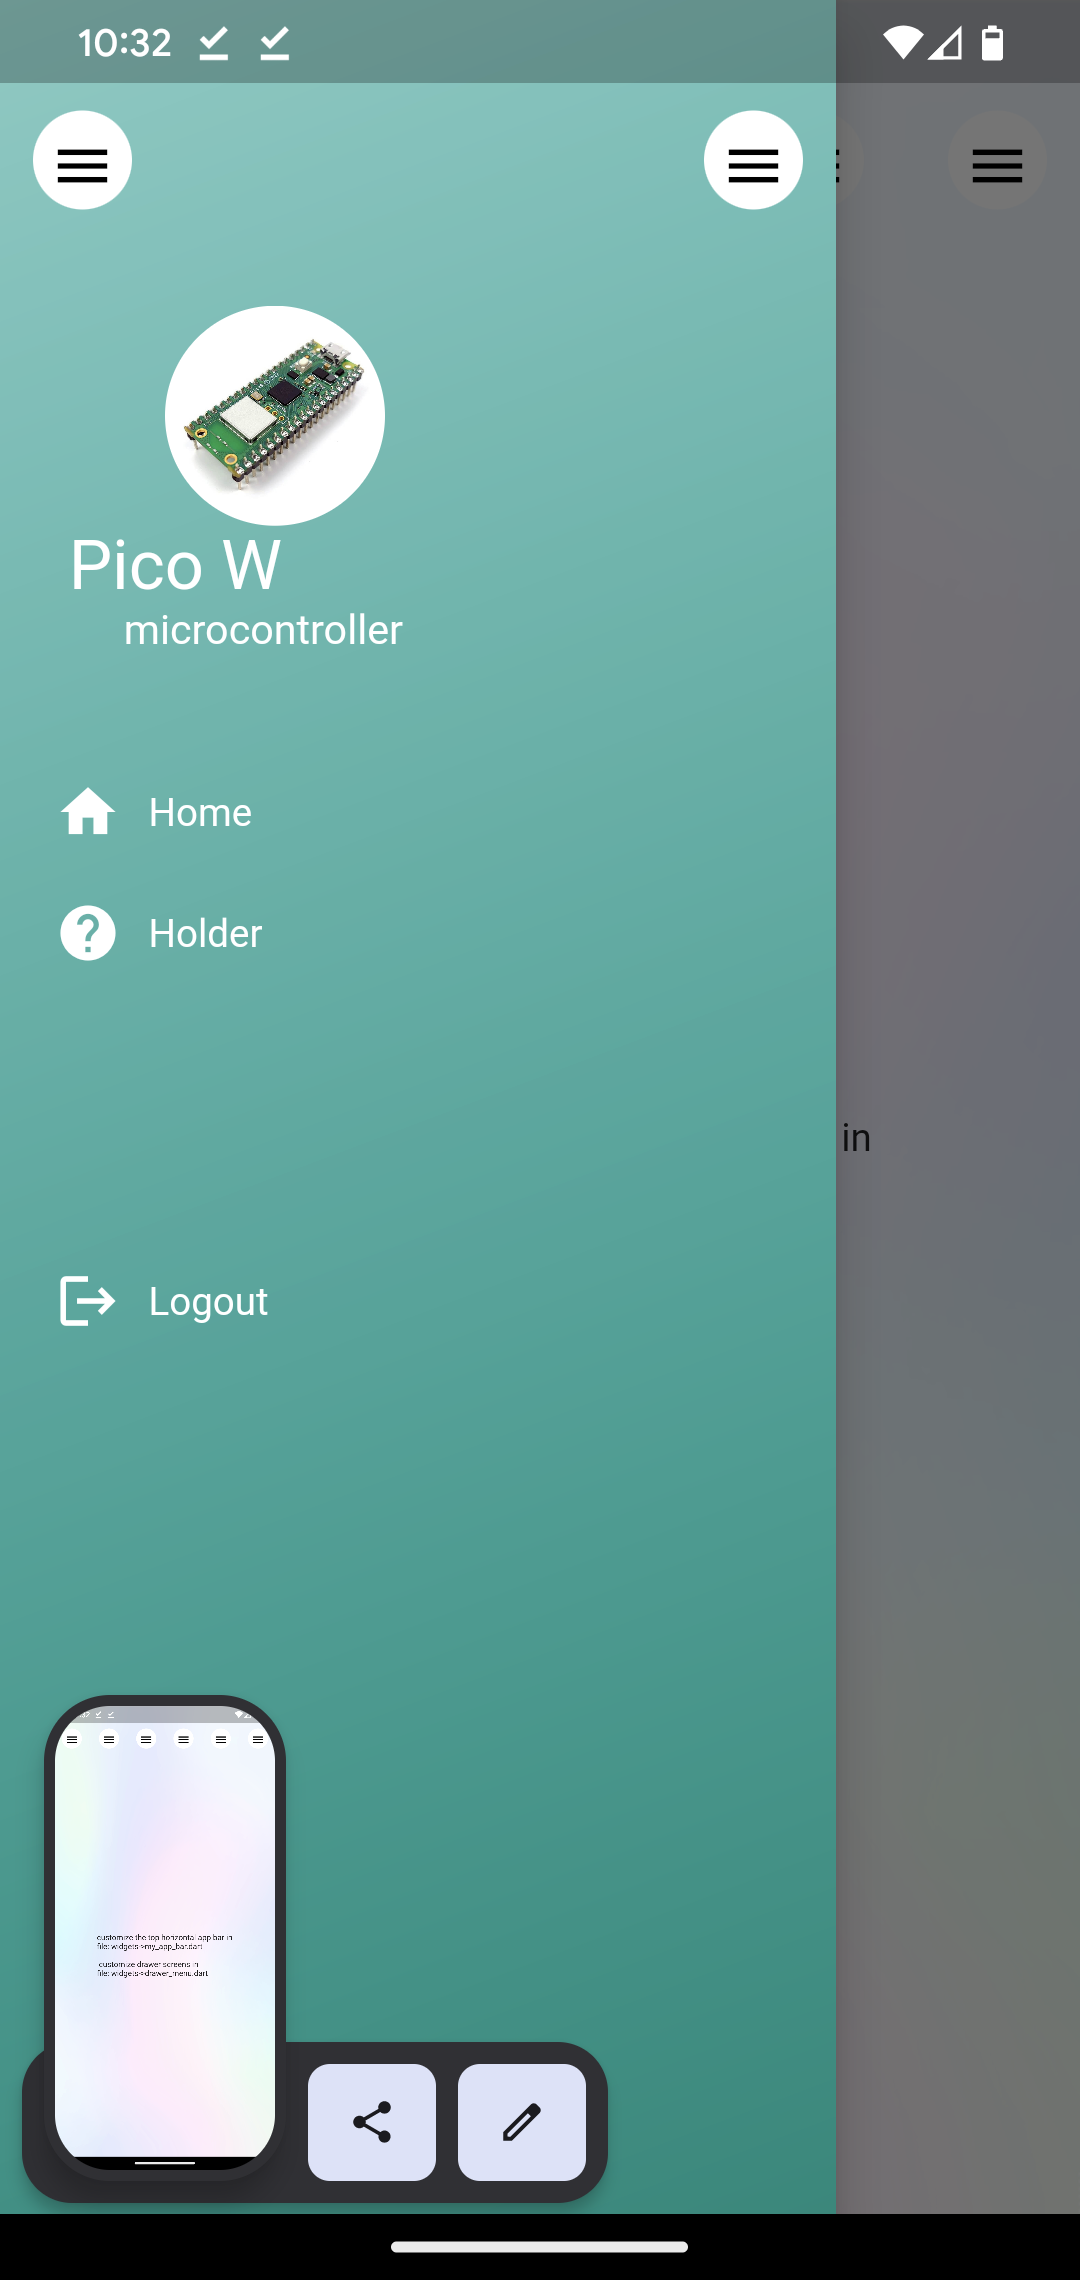 10:32
Pico W
microcontroller
Home
Holder
in
Logout
customize the top horizontal app bar in
file: widgets->my_app_bar.dart
customize drawer screens in
file: widgets->drawer_menu.dart